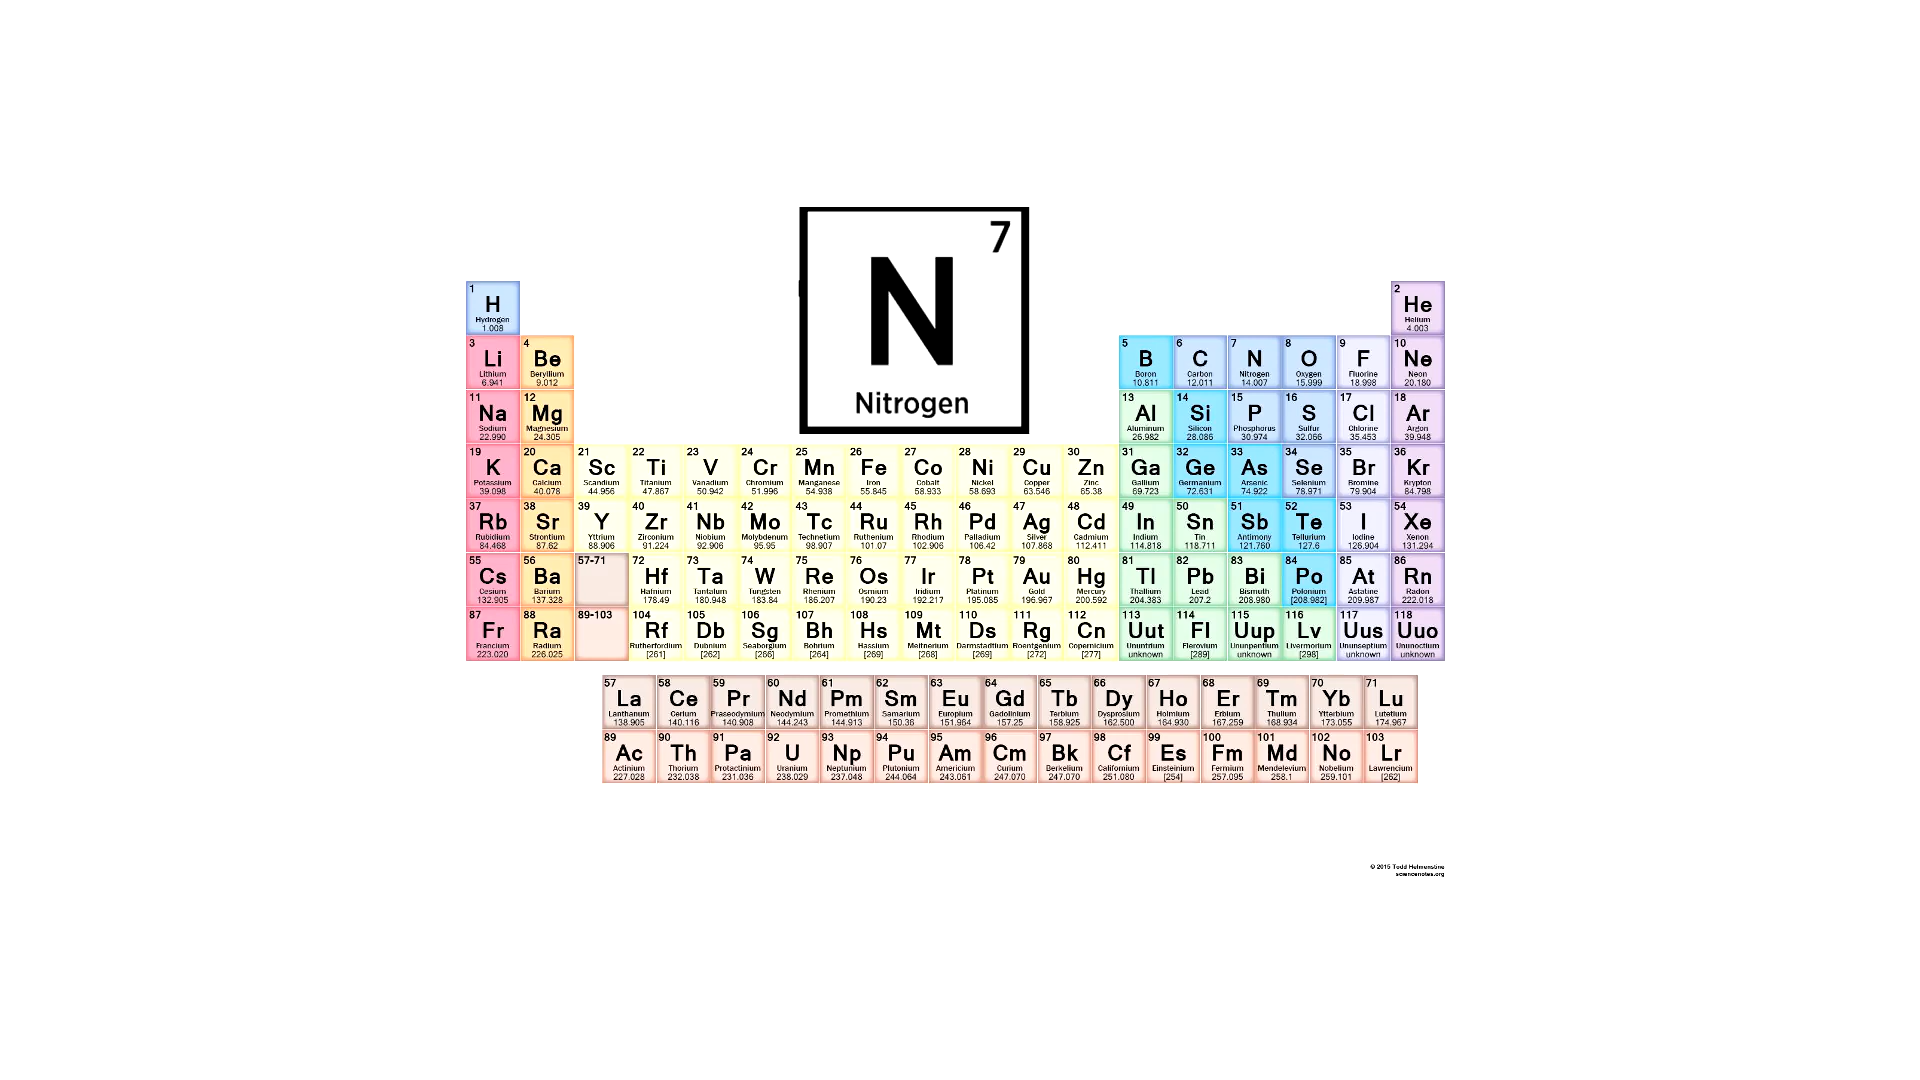 7
N
Nitrogen
1 2
H He
Hydrogen Helium
1.008 4.003
3 4 5 6 7 8 9 10
Li Be B C N O F Ne
Lithium Beryllium Boron Carbon Nitrogen Oxygen Fluorine Neon
6.941 9.012 10.811 12.011 14.007 15.999 18.998 20.180
11 12 13 14 15 16 17 18
Na Mg Al Si P S Cl Ar
Sodium Magnesium Aluminum Silicon Phosphorus Sulfur Chlorine Argon
22.990 24.305 26.982 28.086 30.974 32.066 35.453 39.948
19 20 21 22 23 24 25 26 27 28 29 30 31 32 33 34 35 36
K Ca Sc Ti V Cr Mn Fe Co Ni Cu Zn Ga Ge As Se Br Kr
Potassium Calcium Scandium Titanium Vanadium Chromium Manganese Iron Cobalt Nickel Copper Zinc Gallium Germanium Arsenic Selenium Bromine Krypton
39.098 40.078 44.956 47.867 50.942 51.996 54.938 55.845 58.933 58.693 63.546 65.38 69.723 72.631 74.922 78.971 79.904 84.798
37 38 39 40 41 42 43 44 45 46 47 48 49 50 51 52 53 54
Rb Sr Y Zr Nb Mo Tc Ru Rh Pd Ag Cd In Sn Sb Te I Xe
Rubidium Strontium Yttrium Zirconium Niobium Molybdenum Technetium Ruthenium Rhodium Palladium Silver Cadmium Indium Tin Antimony Tellurium Iodine Xenon
84.468 87.62 88.906 91.224 92.906 95.95 98.907 101.07 102.906 106.42 107.868 112.411 114.818 118.711 121.760 127.6 126.904 131.294
55 56 57-71 72 73 74 75 76 77 78 79 80 81 82 83 84 85 86
Cs Ba Hf Ta W Re Os Ir Pt Au Hg Tl Pb Bi Po At Rn
Cesium Barium Hafnium Tantalum Tungsten Rhenium Osmium Iridium Platinum Gold Mercury Thallium Lead Bismuth Polonium Astatine Radon
132.905 137.328 178.49 180.948 183.84 186.207 190.23 192.217 195.085 196.967 200.592 204.383 207.2 208.980 [208.982] 209.987 222.018
87 88 89-103 104 105 106 107 108 109 110 111 112 113 114 115 116 117 118
Fr Ra Rf Db Sg Bh Hs Mt Ds Rg Cn Uut Fl Uup Lv Uus Uuo
Francium Radium Rutherfordium Dubnium Seaborgium Bohrium Hassium Meitnerium Darmstadtium Roentgenium Copernicium Ununtrium Flerovium Ununpentium Livermorium Ununseptium Ununoctium
223.020 226.025 [261] [262] [266] [264] [269] [268] [269] [272] [277] unknown [289] unknown [298] unknown unknown
57 58 59 60 61 62 63 64 65 66 67 68 69 70 71
La Ce Pr Nd Pm Sm Eu Gd Tb Dy Ho Er Tm Yb Lu
Lanthanum Cerium Praseodymium Neodymium Promethium Samarium Europium Gadolinium Terbium Dysprosium Holmium Erbium Thulium Ytterbium Lutetium
138.905 140.116 140.908 144.243 144.913 150.36 151.964 157.25 158.925 162.500 164.930 167.259 168.934 173.055 174.967
89 90 91 92 93 94 95 96 97 98 99 100 101 102 103
Ac Th Pa U Np Pu Am Cm Bk Cf Es Fm Md No Lr
Actinium Thorium Protactinium Uranium Neptunium Plutonium Americium Curium Berkelium Californium Einsteinium Fermium Mendelevium Nobelium Lawrencium
227.028 232.038 231.036 238.029 237.048 244.064 243.061 247.070 247.070 251.080 [254] 257.095 258.1 259.101 [262]
© 2015 Todd Helmenstine
sciencenotes.org